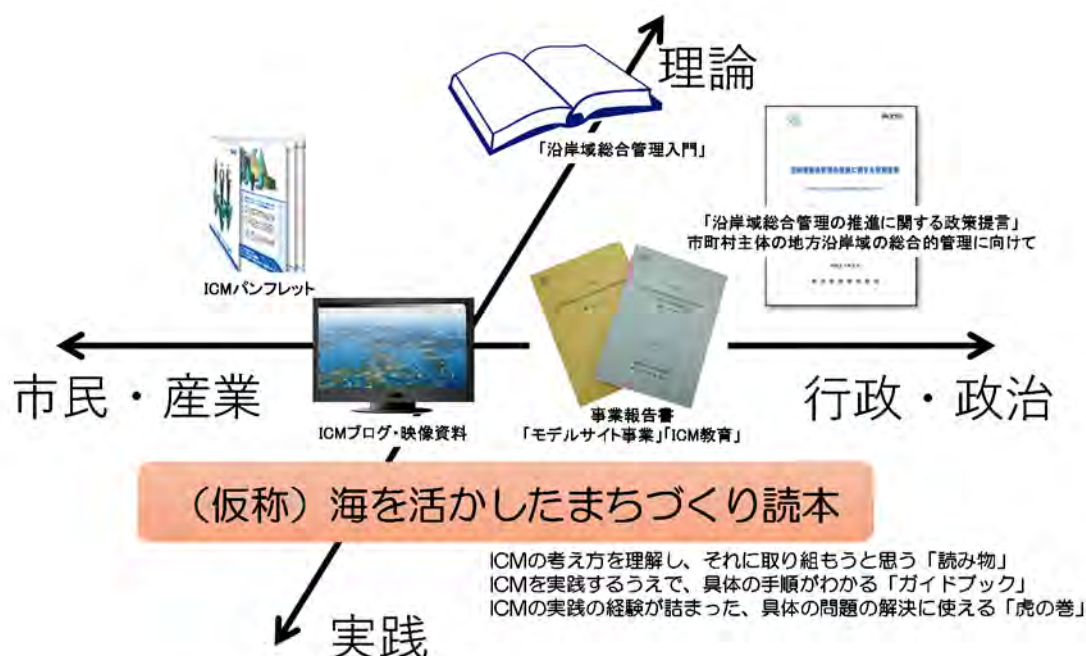 理論
「沿岸域総合管理入門」
「沿岸域総合管理の推進に関する政策提言」
市町村主体の地方沿岸域の総合的管理に向けて
ICMパンフレット
市民・産業
行政・政治
ICMブログ・映像資料
事業報告書
「モデルサイト事業」「ICM教育」
(仮称)海を活かしたまちづくり読本
ICMの考え方を理解し、それに取り組もうと思う「読み物」
ICMを実践するうえで、具体の手順がわかる「ガイドブック」
ICMの実践の経験が詰まった、具体の問題の解決に使える「虎の巻」
実践